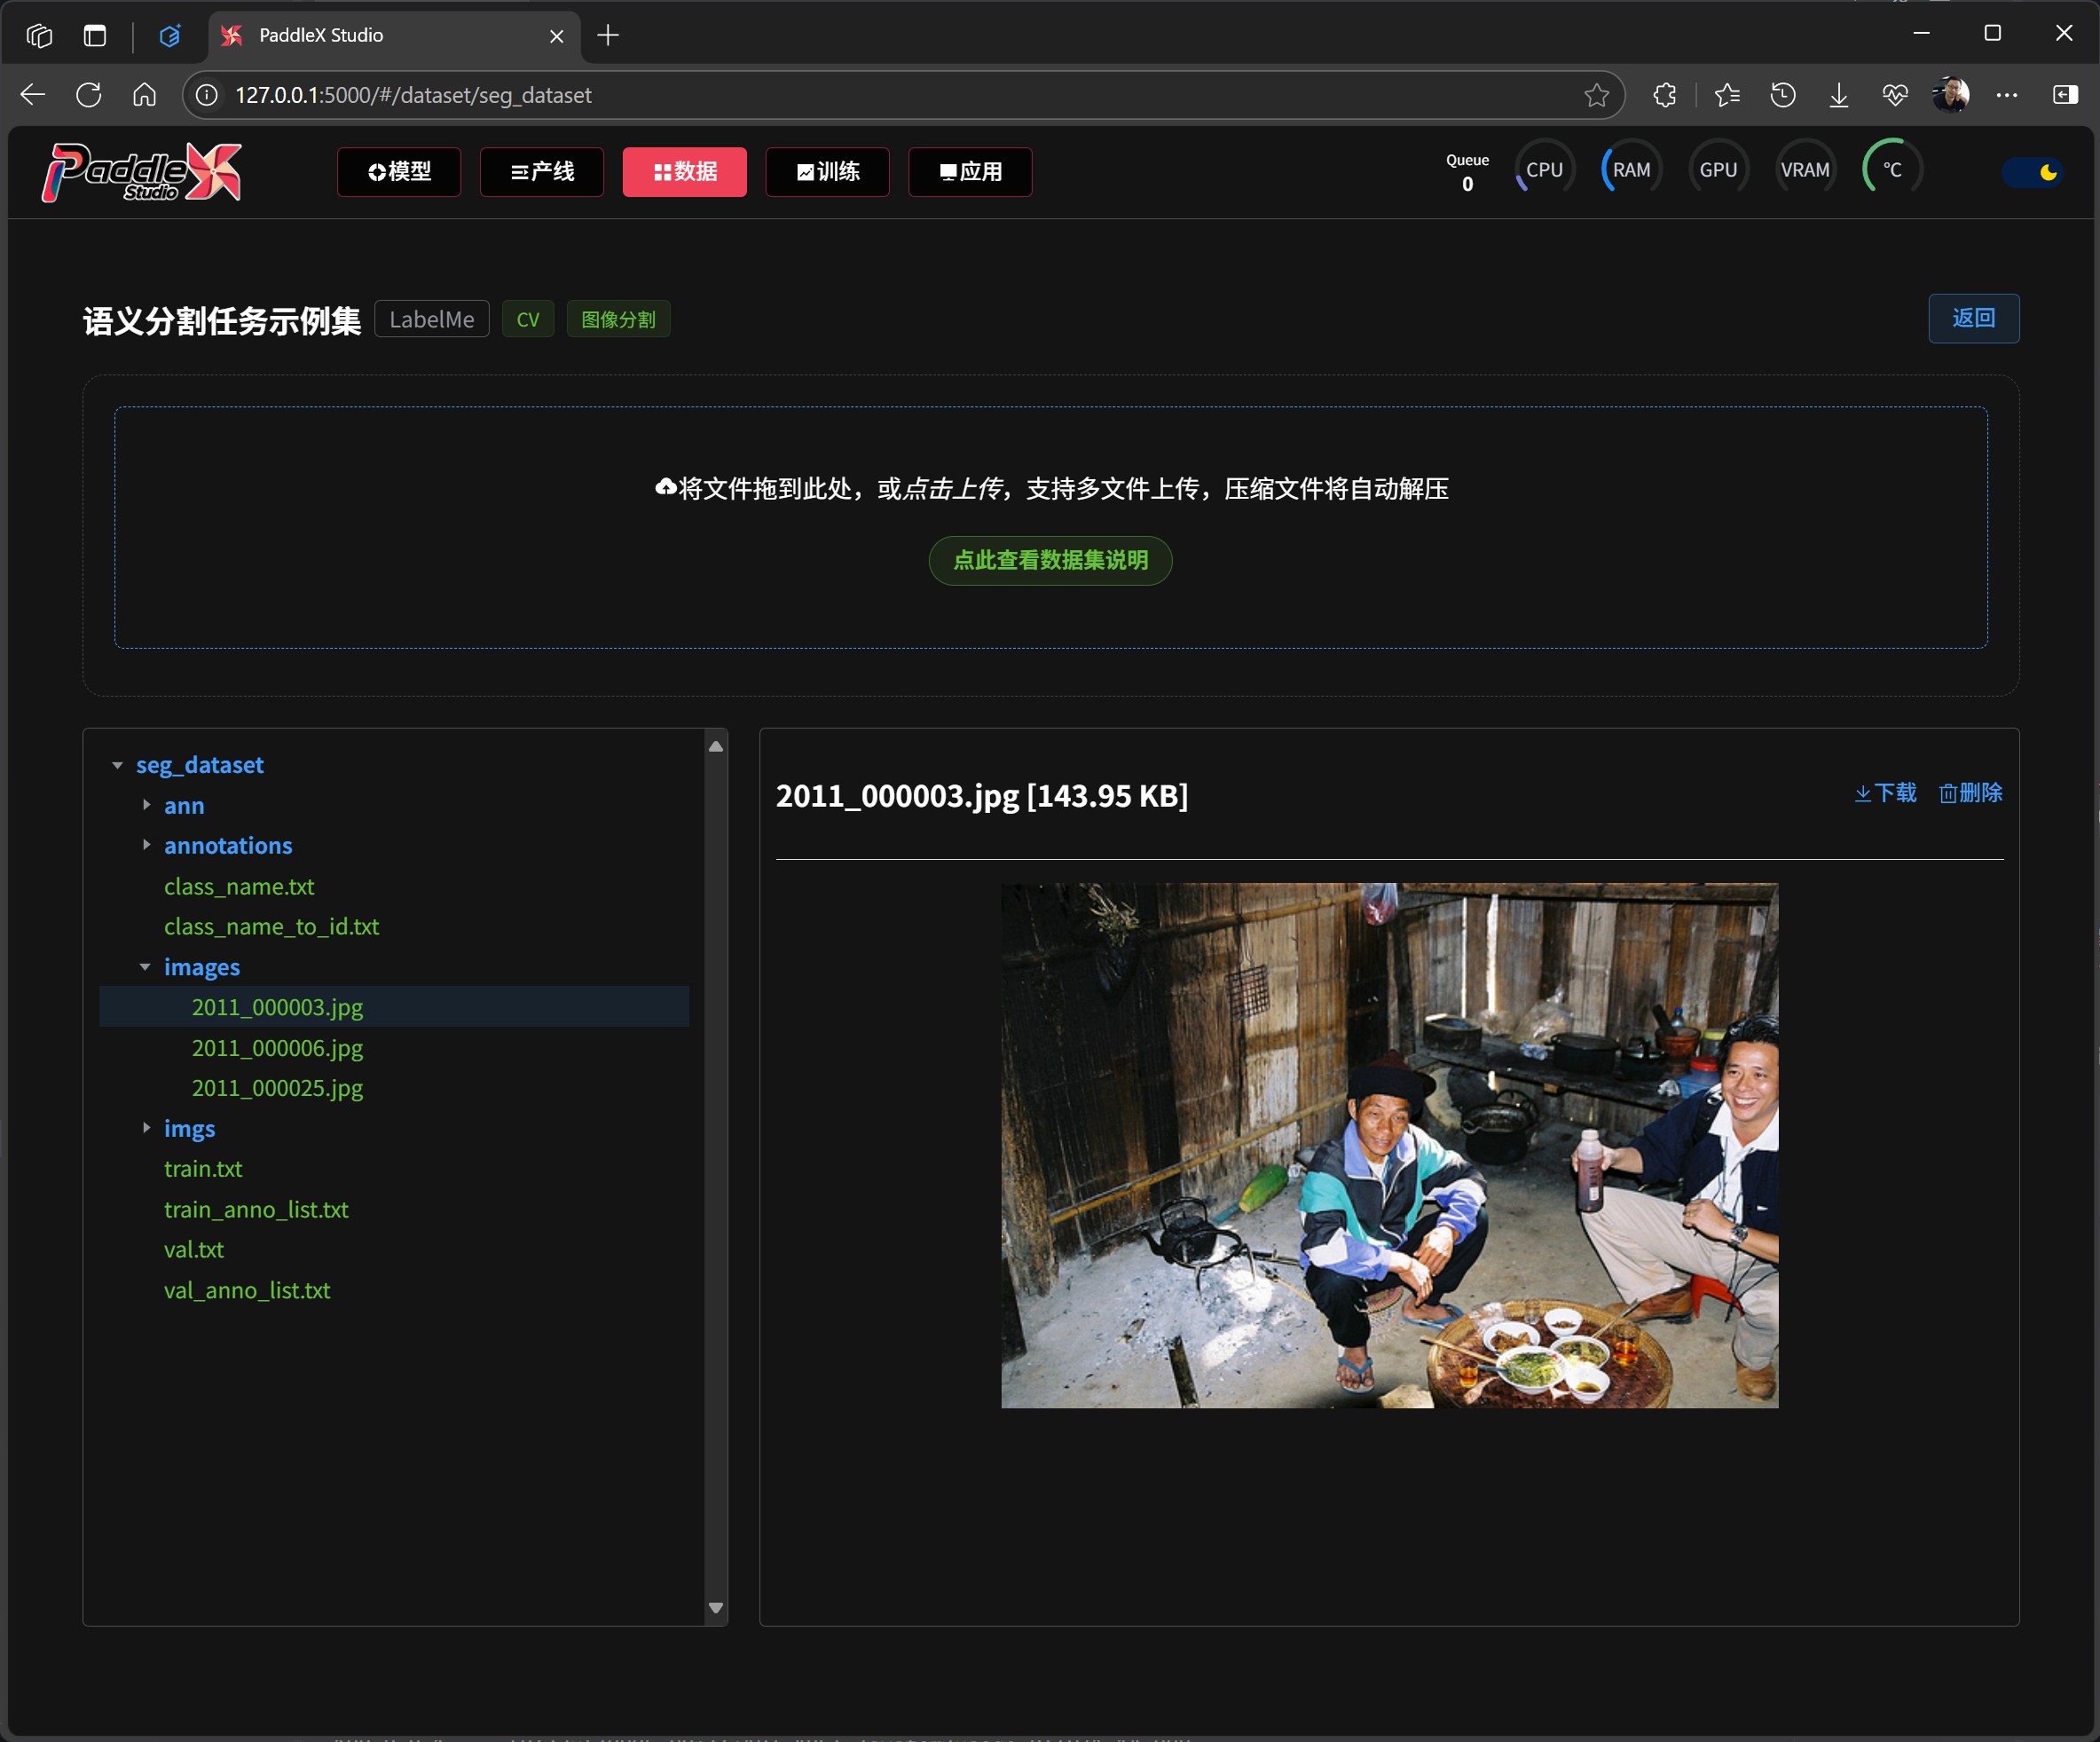 PaddleX Studio
127.0.0.1:5000/#/dataset/seg_dataset
PaddleX Studio
模型
产线
数据
训练
应用
Queue
0
CPU
RAM
GPU
VRAM
°C
语义分割任务示例集
LabelMe
CV
图像分割
返回
将文件拖到此处，或点击上传，支持多文件上传，压缩文件将自动解压
点此查看数据集说明
seg_dataset
ann
annotations
class_name.txt
class_name_to_id.txt
images
2011_000003.jpg
2011_000006.jpg
2011_000025.jpg
imgs
train.txt
train_anno_list.txt
val.txt
val_anno_list.txt
2011_000003.jpg [143.95 KB]
下载
删除